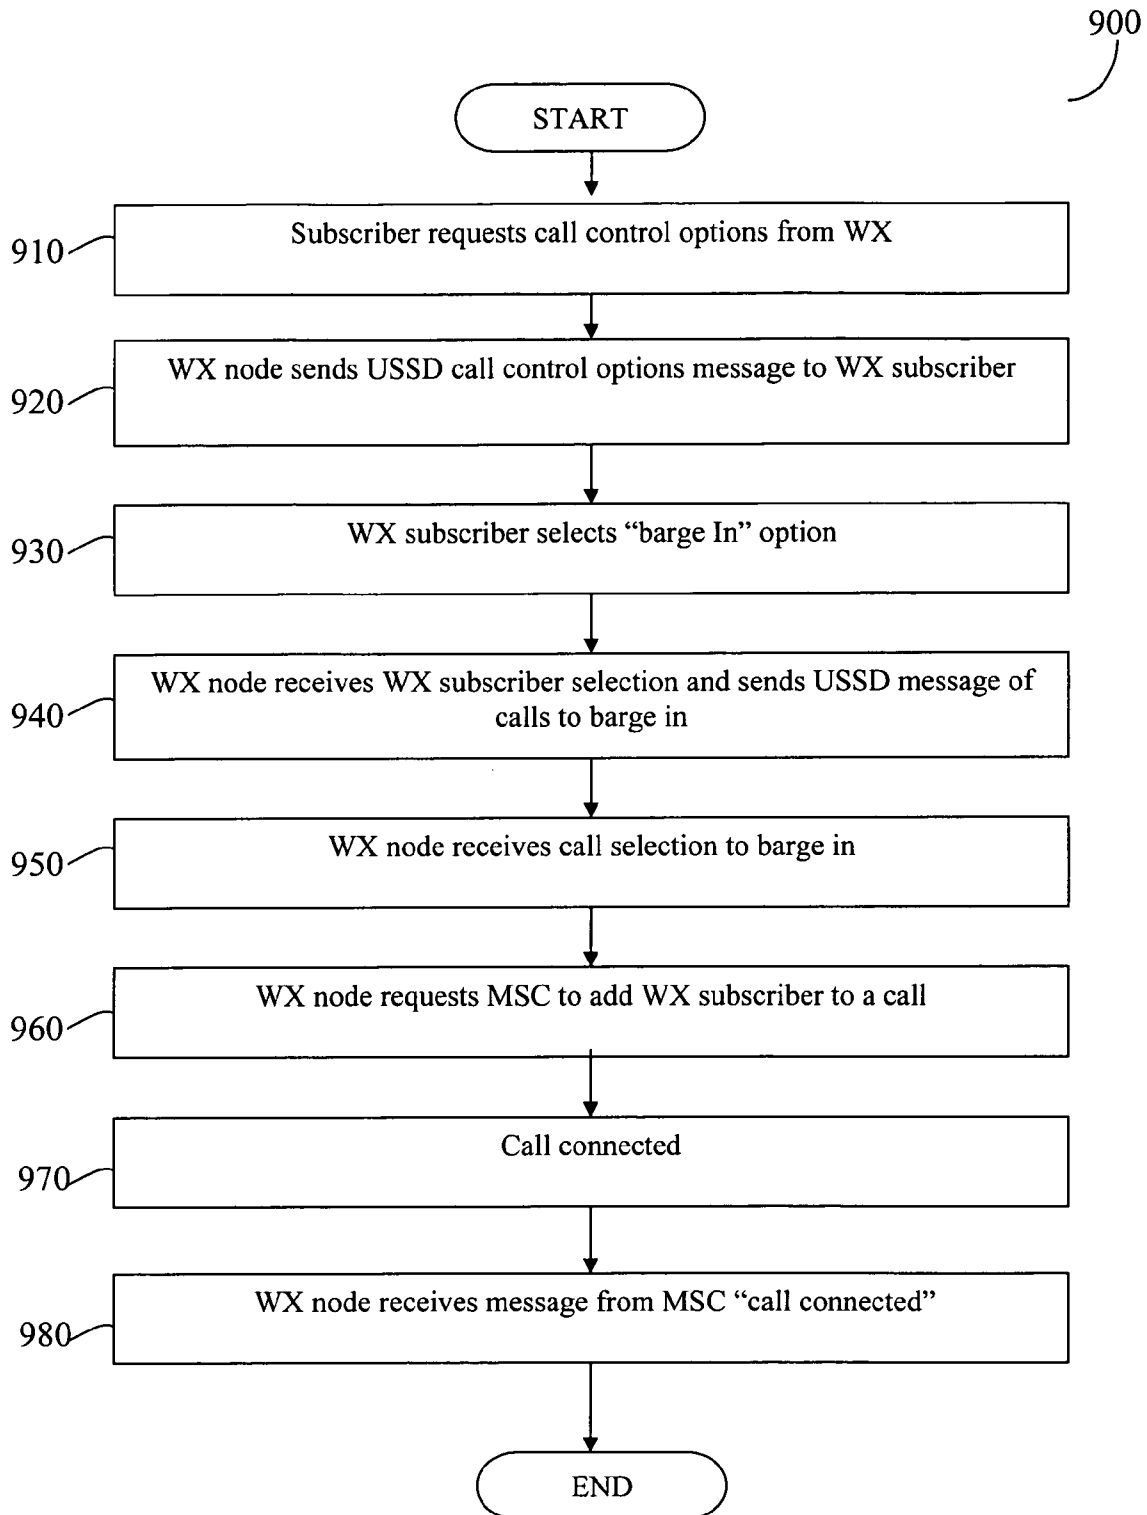 900
START
910
Subscriber requests call control options from WX
920
WX node sends USSD call control options message to WX subscriber
930
WX subscriber selects “barge In” option
940
WX node receives WX subscriber selection and sends USSD message of
calls to barge in
950
WX node receives call selection to barge in
960
WX node requests MSC to add WX subscriber to a call
970
Call connected
980
WX node receives message from MSC “call connected”
END